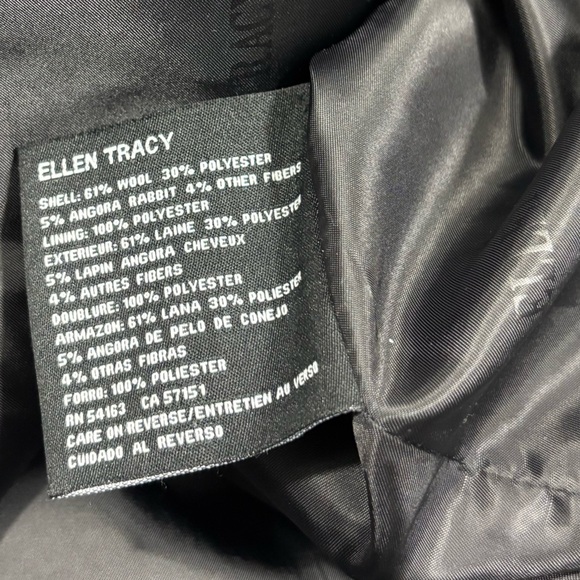 ELLEN TRACY
SHELL: 61% WOOL 30% POLYESTER
5% ANGORA RABBIT 4% OTHER FIBERS
LINING: 100% POLYESTER
EXTERIEUR: 61% LAINE 30% POLYESTER
5% LAPIN ANGORA CHEVEUX
4% AUTRES FIBERS
DOUBLURE: 100% POLYESTER
ARMAZON: 61% LANA 30% POLIESTER
5% ANGORA DE PELO DE CONEJO
4% OTRAS FIBRAS
FORRO: 100% POLIESTER
RN 54163 CA 57151
CARE ON REVERSE/ENTRETIEN AU VERSO
CUIDADO AL REVERSO